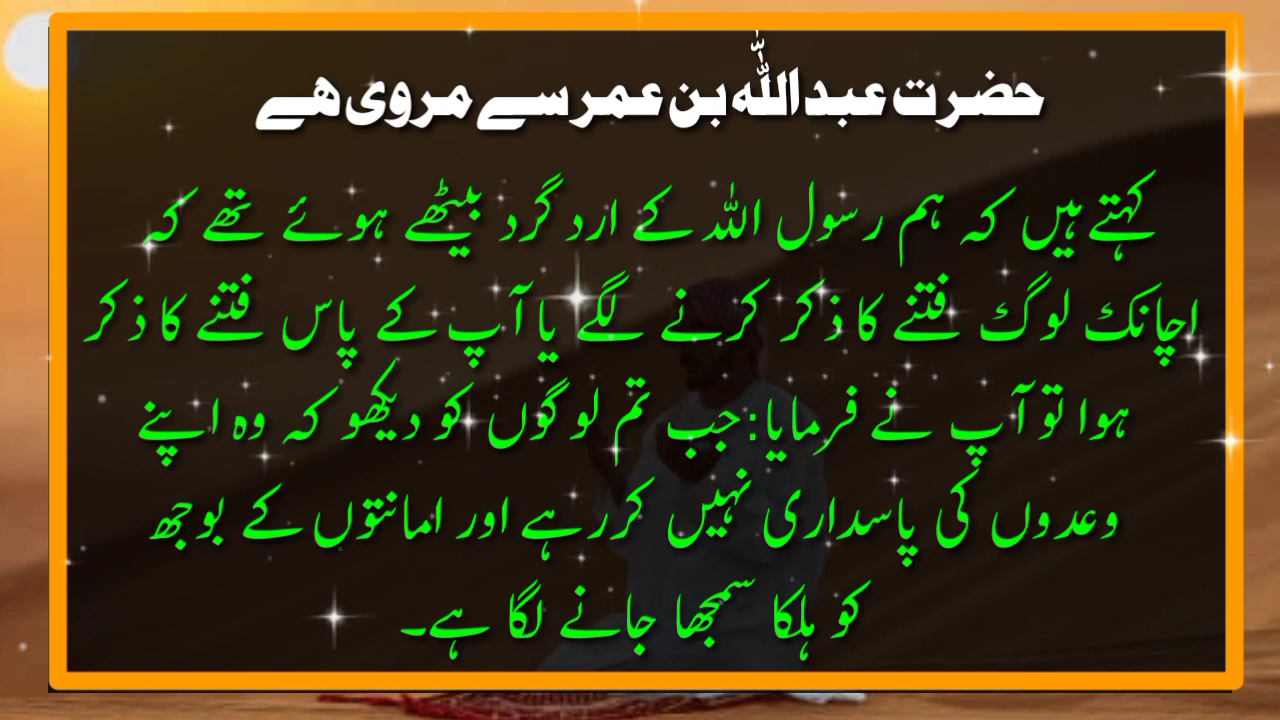 حضرت عبداللہ بن عمر سے مروی ھے
کہتے ہیں کہ ہم رسول اللہ کے ارد گرد بیٹھے ہوئے تھے کہ
اچانک لوگ فتنے کا ذکر کرنے لگے یا آپ کے پاس فتنے کا ذکر
ہوا تو آپ نے فرمایا: جب تم لوگوں کو دیکھو کہ وہ اپنے
وعدوں کی پاسداری نہیں کررہے اور امانتوں کے بوجھ
کو ہلکا سمجھا جانے لگا ہے۔